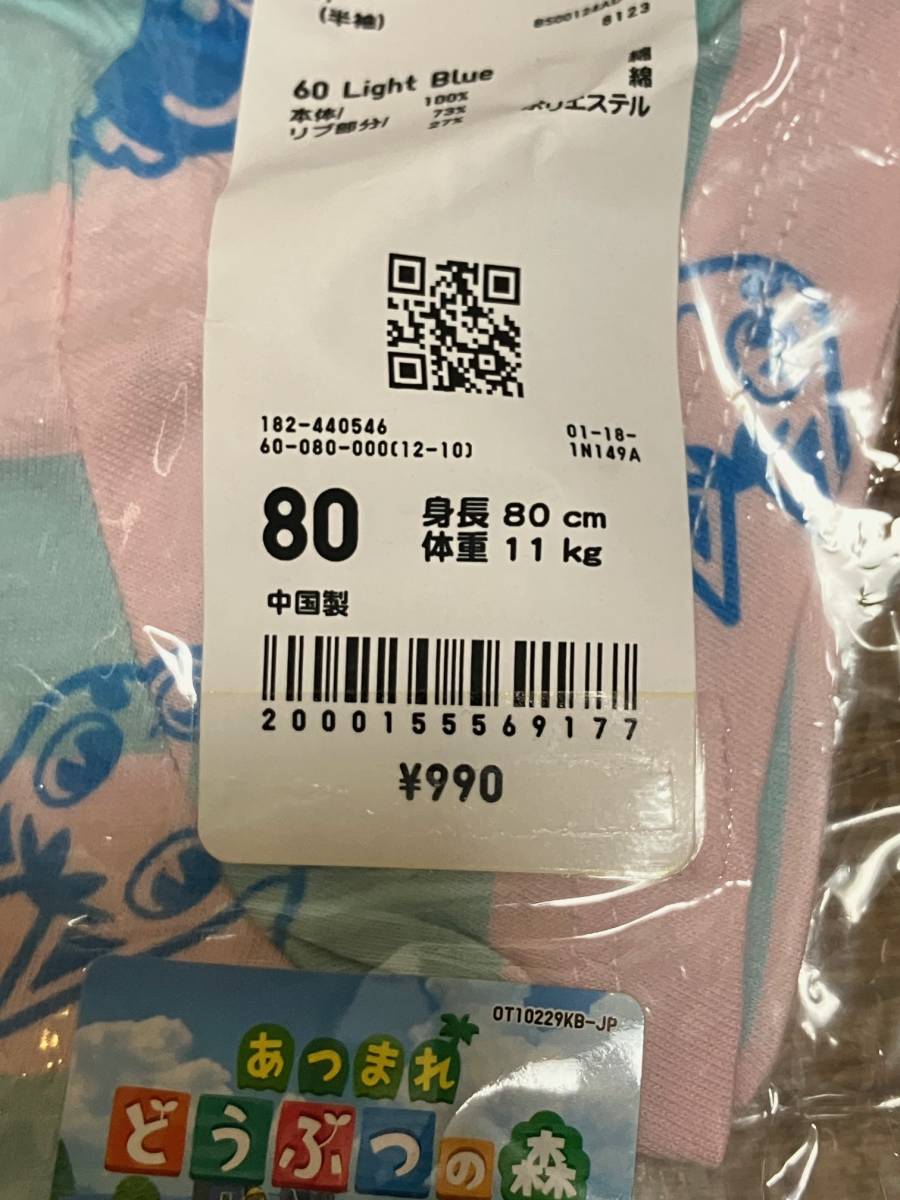 (半袖)
6123
60 Light Blue
本体/ 100% 綿
リブ部分/ 73% 綿
27% ポリエステル
182-440546
60-080-000(12-10)
01-18-
1N149A
80
身長 80 cm
体重 11 kg
中国製
2000155569177
¥990
OT10229KB-JP
あつまれ
どうぶつの森